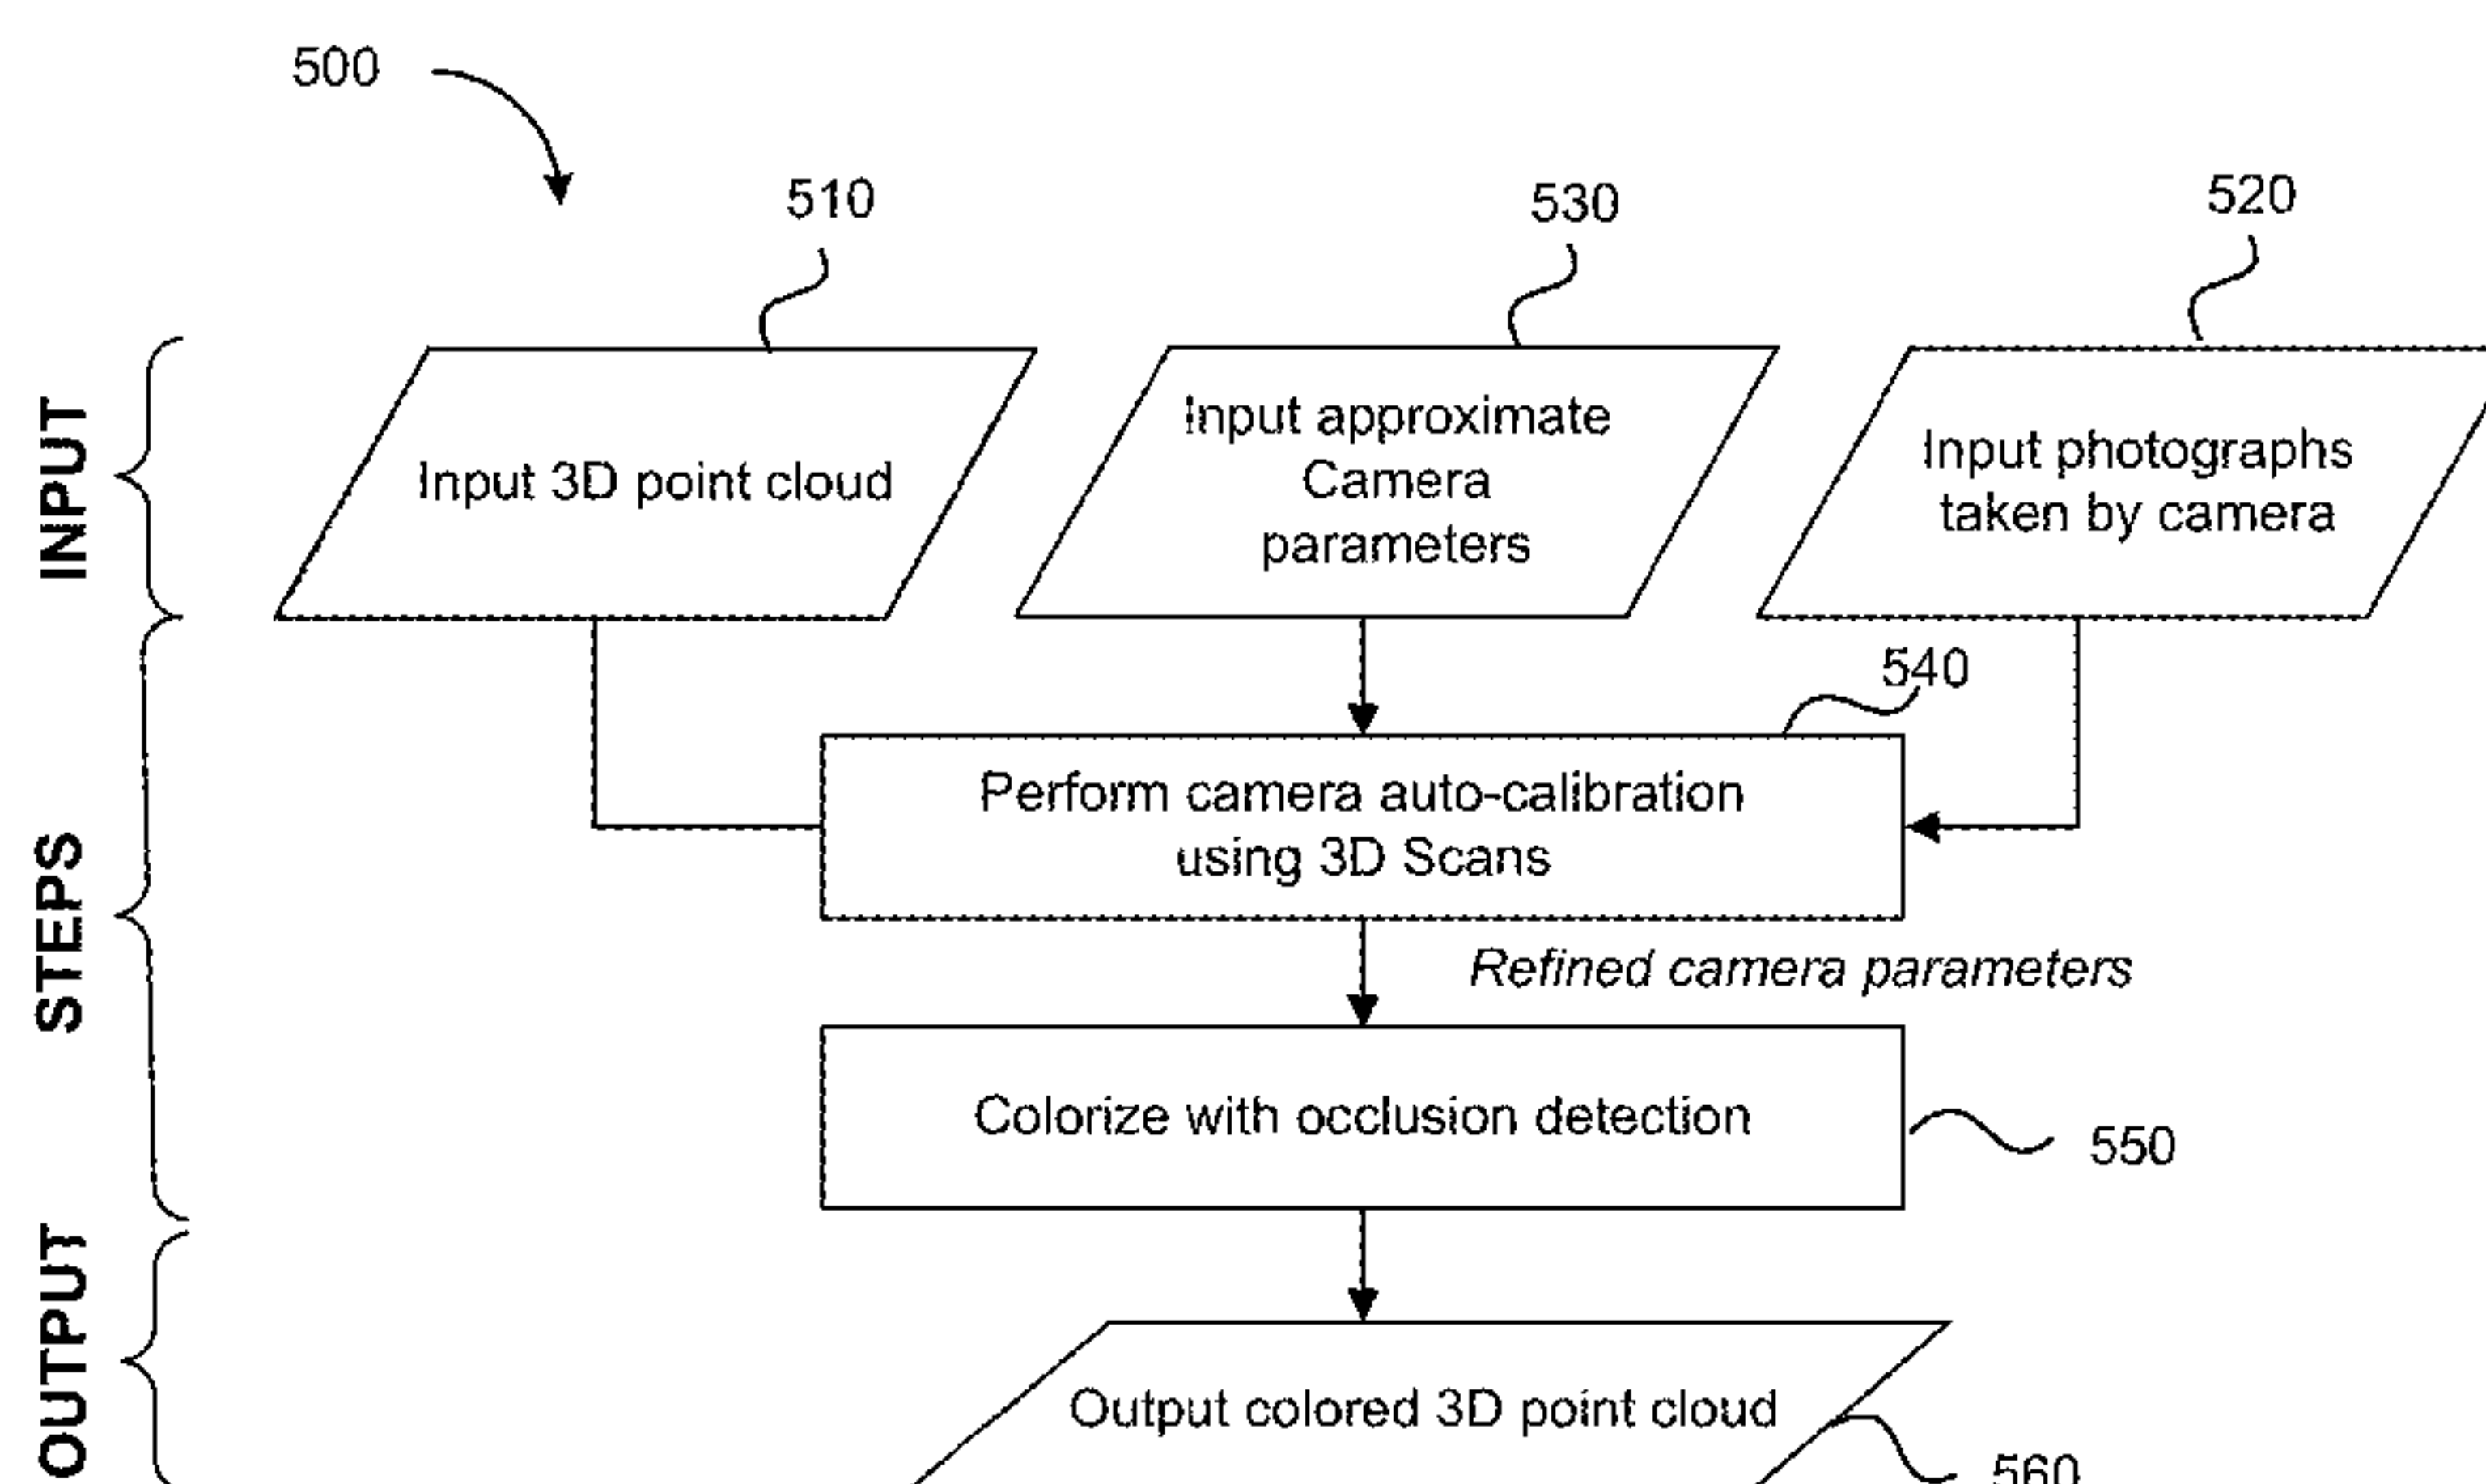 500
510
530
520
INPUT
Input 3D point cloud
Input approximate
Camera
parameters
Input photographs
taken by camera
540
STEPS
Perform camera auto-calibration
using 3D Scans
Refined camera parameters
Colorize with occlusion detection
550
OUTPUT
Output colored 3D point cloud
560